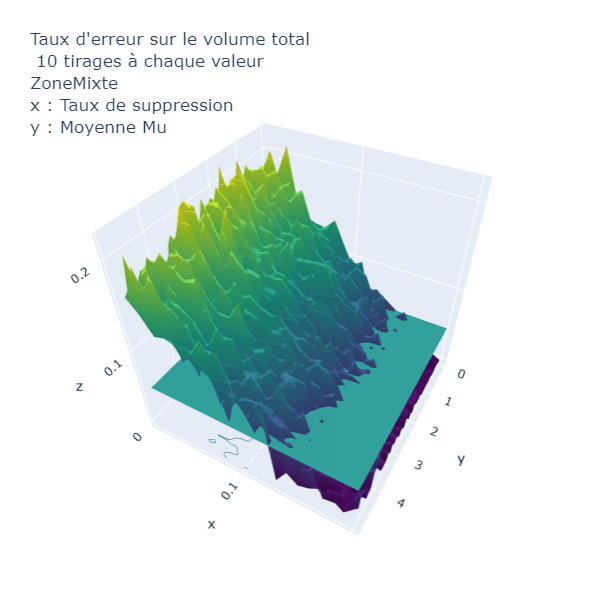 Taux d'erreur sur le volume total
10 tirages à chaque valeur
ZoneMixte
x : Taux de suppression
y : Moyenne Mu
0.2
0.1
z
0
0.1
x
0
1
2
y
3
4